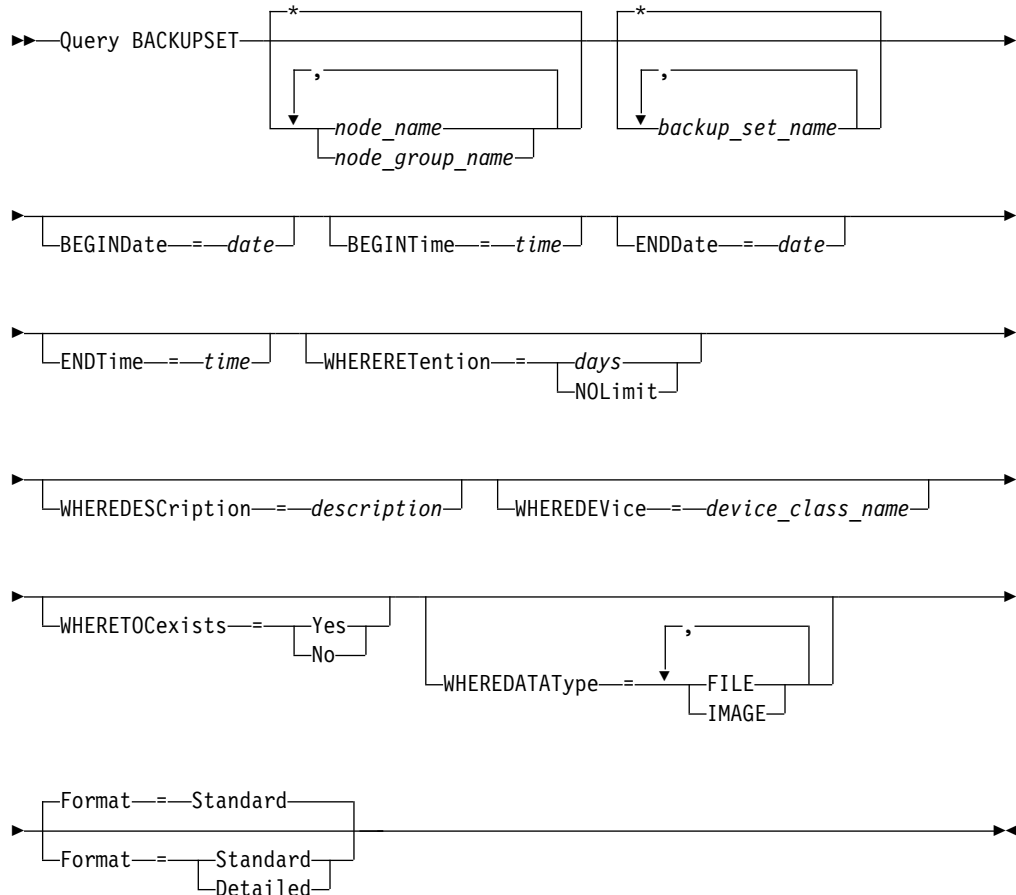 *
*
Query BACKUPSET
,
,
node_name
backup_set_name
node_group_name
BEGINDate = date
BEGINTime = time
ENDDate = date
ENDTime = time
WHERERETention = days
NOLimit
WHEREDESCription = description
WHEREDEVice = device_class_name
WHERETOCexists = Yes
No
,
WHEREDATAType = FILE
IMAGE
Format = Standard
Format = Standard
Detailed